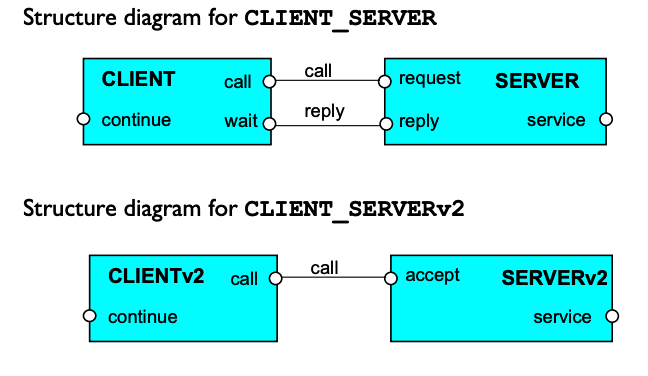 Structure diagram for CLIENT_SERVER
CLIENT call call request SERVER
continue wait reply reply service
Structure diagram for CLIENT_SERVERv2
CLIENTv2 call call accept SERVERv2
continue service